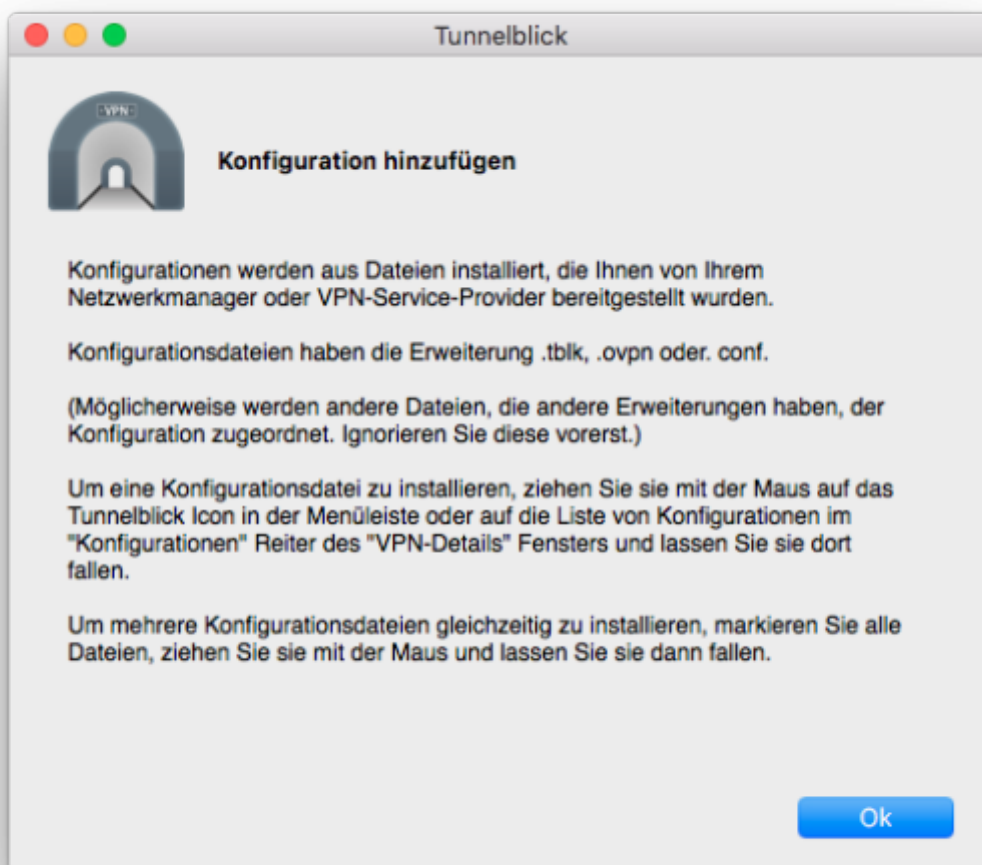 Tunnelblick
VPN
Konfiguration hinzufügen
Konfigurationen werden aus Dateien installiert, die Ihnen von Ihrem
Netzwerkmanager oder VPN-Service-Provider bereitgestellt wurden.
Konfigurationsdateien haben die Erweiterung .tblk, .ovpn oder. conf.
(Möglicherweise werden andere Dateien, die andere Erweiterungen haben, der
Konfiguration zugeordnet. Ignorieren Sie diese vorerst.)
Um eine Konfigurationsdatei zu installieren, ziehen Sie sie mit der Maus auf das
Tunnelblick Icon in der Menüleiste oder auf die Liste von Konfigurationen im
"Konfigurationen" Reiter des "VPN-Details" Fensters und lassen Sie sie dort
fallen.
Um mehrere Konfigurationsdateien gleichzeitig zu installieren, markieren Sie alle
Dateien, ziehen Sie sie mit der Maus und lassen Sie sie dann fallen.
Ok